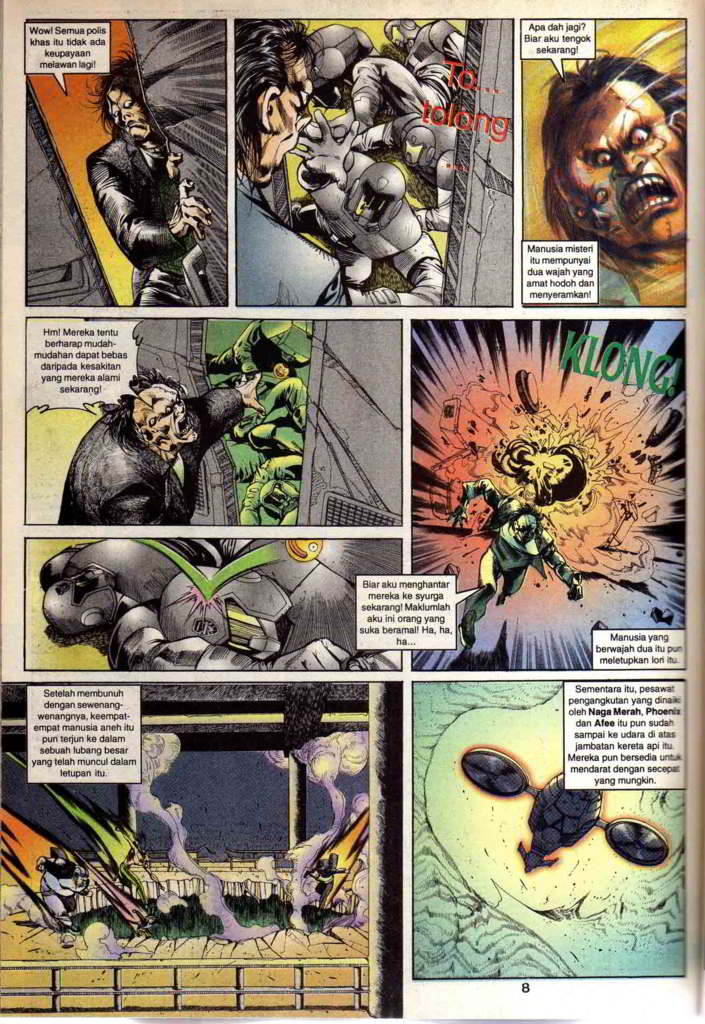 Wow! Semua polis
khas itu tidak ada
keupayaan
melawan lagi!
To...
tolong
...
Apa dah jagi?
Biar aku tengok
sekarang!
Manusia misteri
itu mempunyai
dua wajah yang
amat hodoh dan
menyeramkan!
Hm! Mereka tentu
berharap mudah-
mudahan dapat bebas
daripada kesakitan
yang mereka alami
sekarang!
KLONG!
Biar aku menghantar
mereka ke syurga
sekarang! Maklumlah
aku ini orang yang
suka beramal! Ha, ha,
ha...
Manusia yang
berwajah dua itu pun
meletupkan lori itu.
Setelah membunuh
dengan sewenang-
wenangnya, keempat-
empat manusia aneh itu
pun terjun ke dalam
sebuah lubang besar
yang telah muncul dalam
letupan itu.
Sementara itu, pesawat
pengangkutan yang dinaiki
oleh Naga Merah, Phoenix
dan Afee itu pun sudah
sampai ke udara di atas
jambatan kereta api itu.
Mereka pun bersedia untuk
mendarat dengan secepat
yang mungkin.
8